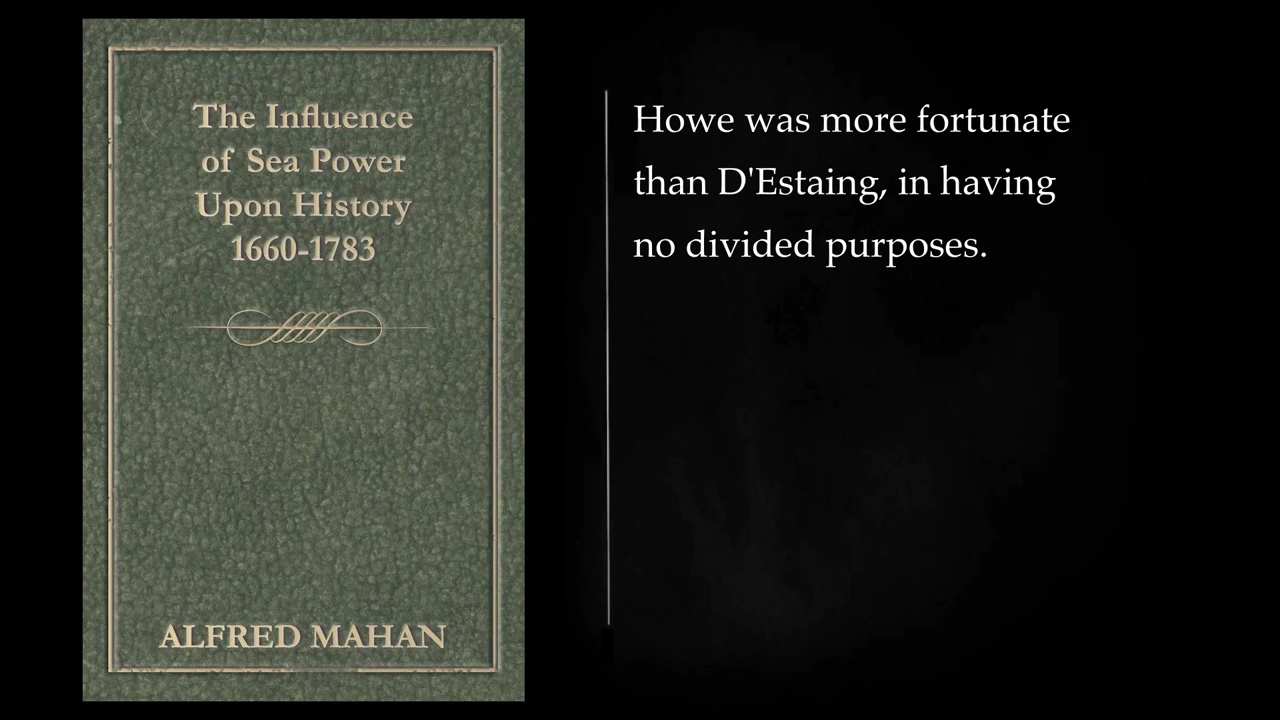 The Influence
of Sea Power
Upon History
1660-1783
ALFRED MAHAN
Howe was more fortunate
than D'Estaing, in having
no divided purposes.